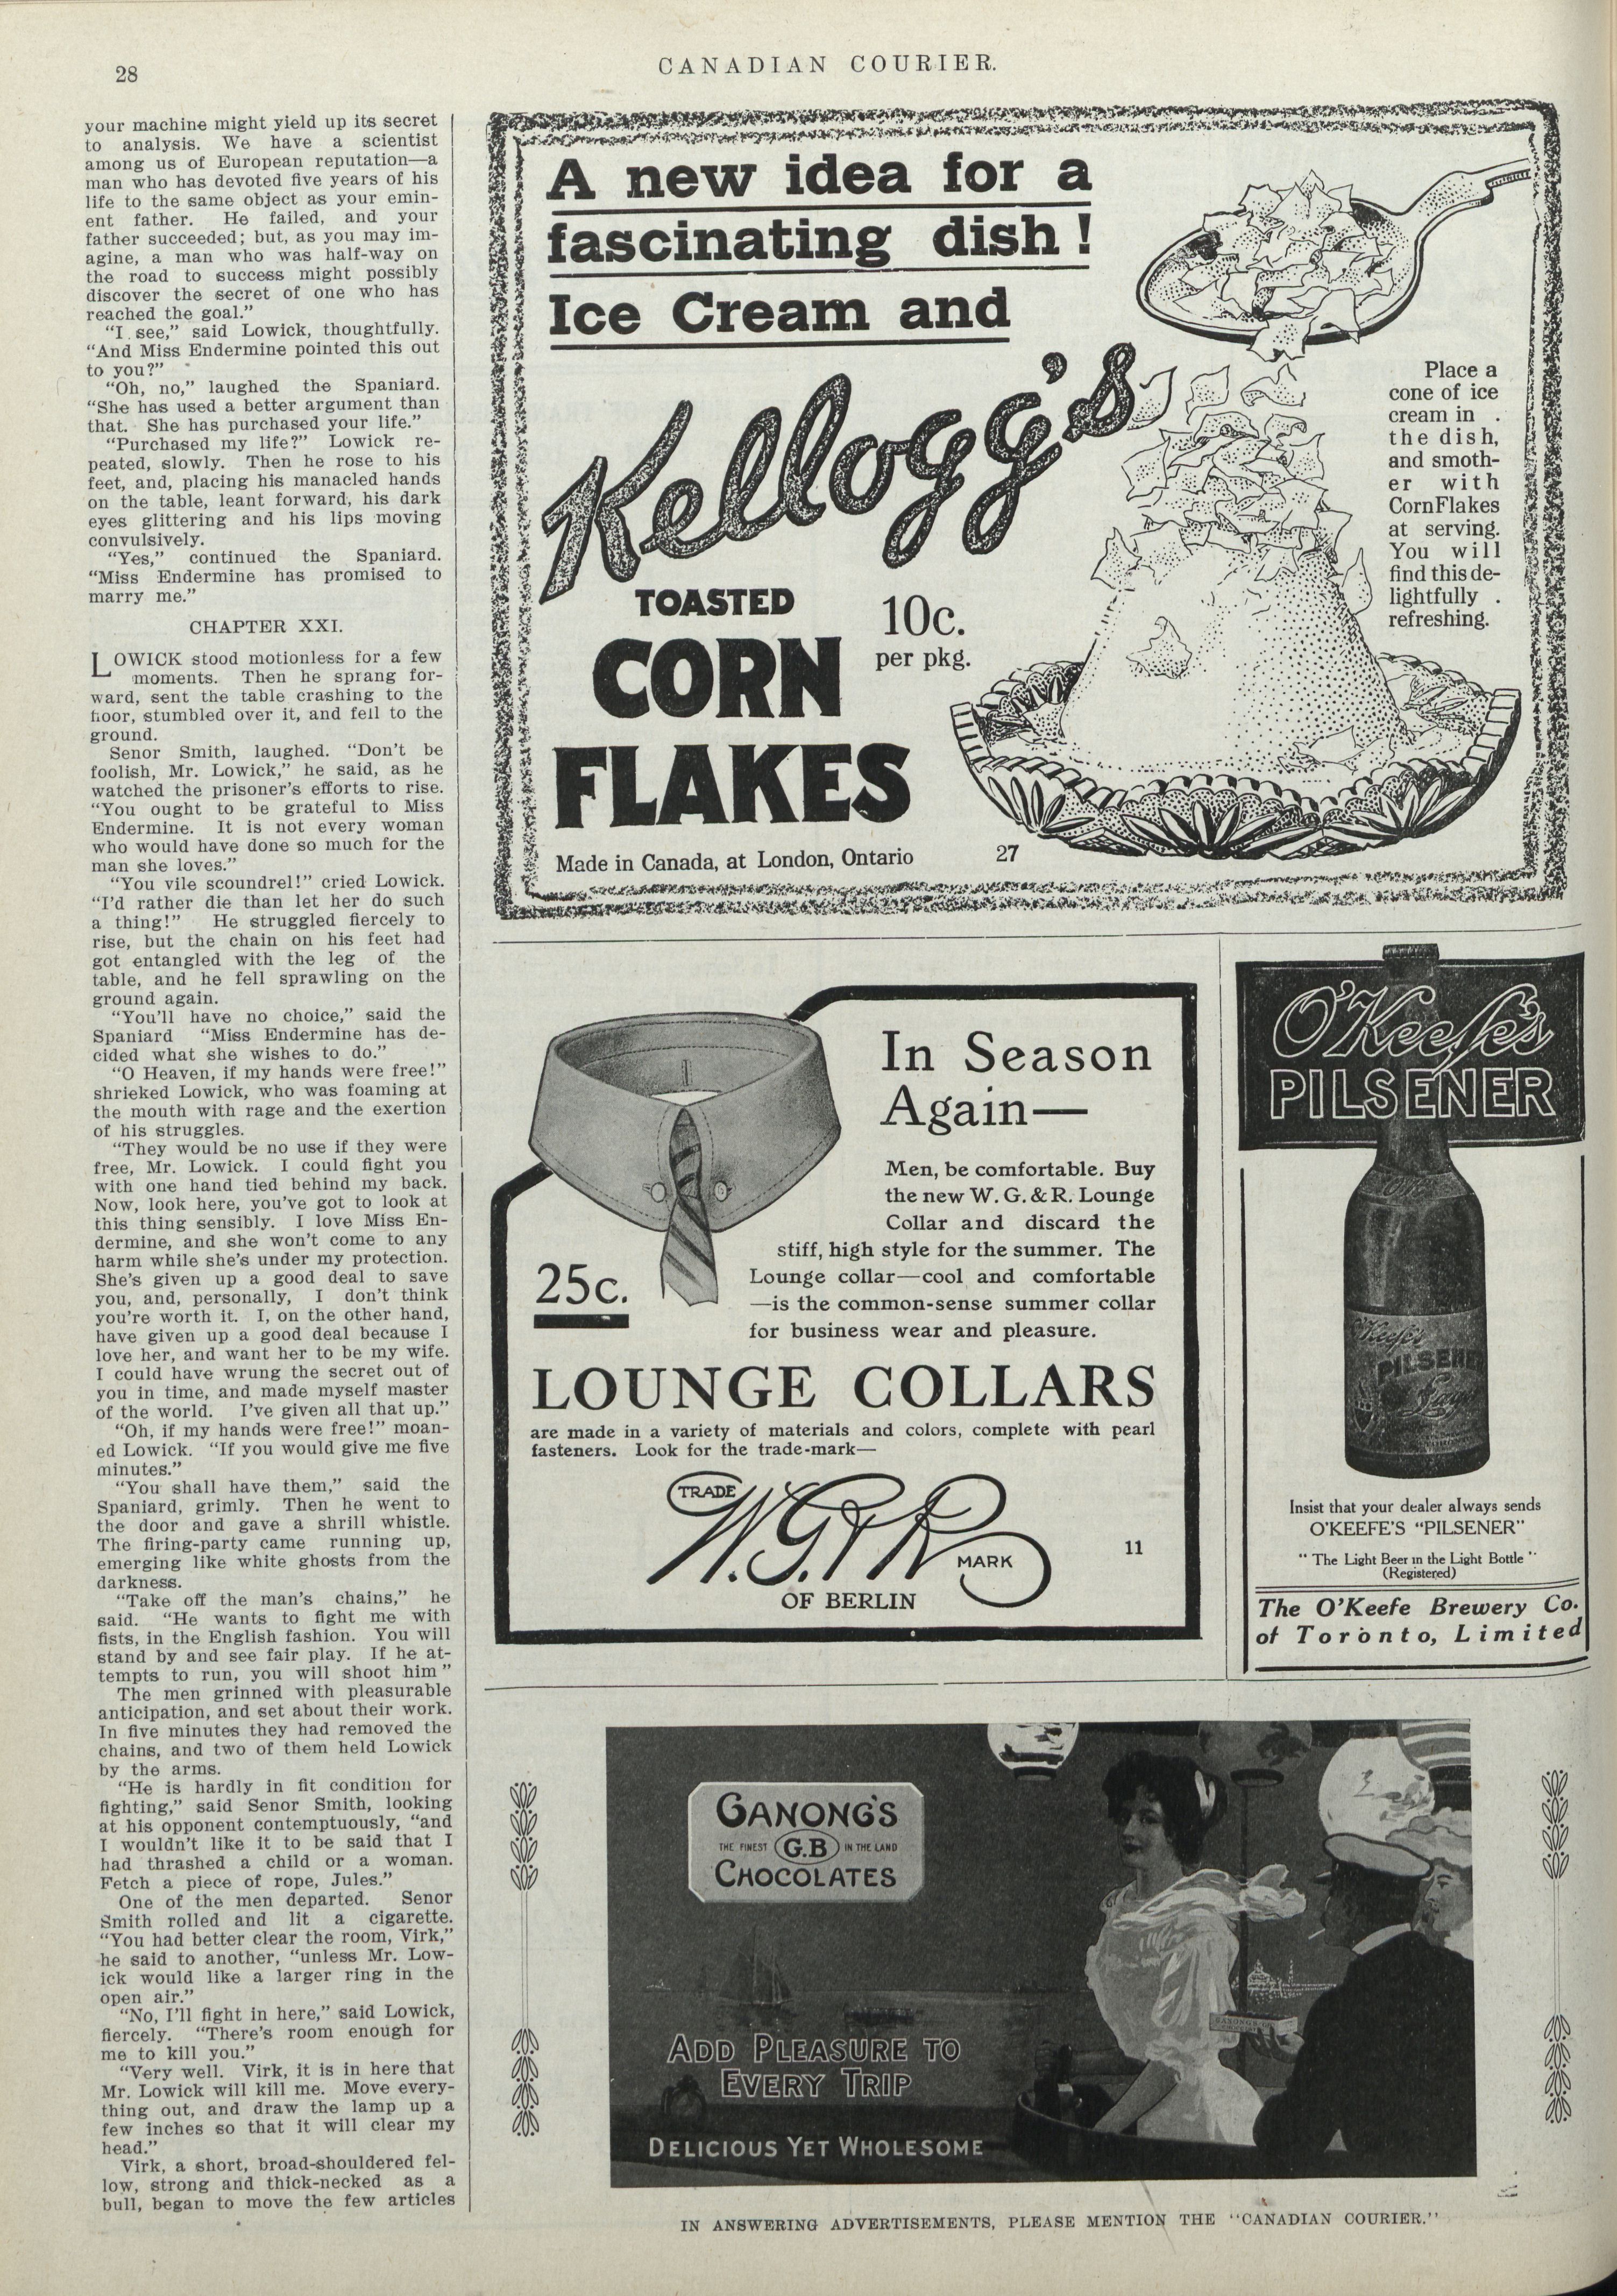 28
CANADIAN COURIER.
your machine might yield up its secret
to analysis. We have a scientist
among us of European reputation—a
man who has devoted five years of his
life to the same object as your emin-
ent father. He failed, and your
father succeeded; but, as you may im-
agine, a man who was half-way on
the road to success might possibly
discover the secret of one who has
reached the goal.”
“I see,” said Lowick, thoughtfully.
“And Miss Endermine pointed this out
to you?”
“Oh, no,” laughed the Spaniard.
“She has used a better argument than
that. She has purchased your life.”
“Purchased my life?” Lowick re-
peated, slowly. Then he rose to his
feet, and, placing his manacled hands
on the table, leant forward, his dark
eyes glittering and his lips moving
convulsively.
“Yes,” continued the Spaniard.
“Miss Endermine has promised to
marry me.”
CHAPTER XXI.
LOWICK stood motionless for a few
moments. Then he sprang for-
ward, sent the table crashing to the
floor, stumbled over it, and fell to the
ground.
Senor Smith, laughed. “Don’t be
foolish, Mr. Lowick,” he said, as he
watched the prisoner’s efforts to rise.
“You ought to be grateful to Miss
Endermine. It is not every woman
who would have done so much for the
man she loves.”
“You vile scoundrel!” cried Lowick.
“I’d rather die than let her do such
a thing!” He struggled fiercely to
rise, but the chain on his feet had
got entangled with the leg of the
table, and he fell sprawling on the
ground again.
“You’ll have no choice,” said the
Spaniard “Miss Endermine has de-
cided what she wishes to do.”
“O Heaven, if my hands were free!”
shrieked Lowick, who was foaming at
the mouth with rage and the exertion
of his struggles.
“They would be no use if they were
free, Mr. Lowick. I could fight you
with one hand tied behind my back.
Now, look here, you’ve got to look at
this thing sensibly. I love Miss En-
dermine, and she won’t come to any
harm while she’s under my protection.
She’s given up a good deal to save
you, and, personally, I don’t think
you’re worth it. I, on the other hand,
have given up a good deal because I
love her, and want her to be my wife.
I could have wrung the secret out of
you in time, and made myself master
of the world. I’ve given all that up.”
“Oh, if my hands were free!” moan-
ed Lowick. “If you would give me five
minutes.”
“You shall have them,” said the
Spaniard, grimly. Then he went to
the door and gave a shrill whistle.
The firing-party came running up,
emerging like white ghosts from the
darkness.
“Take off the man’s chains,” he
said. “He wants to fight me with
fists, in the English fashion. You will
stand by and see fair play. If he at-
tempts to run, you will shoot him”
The men grinned with pleasurable
anticipation, and set about their work.
In five minutes they had removed the
chains, and two of them held Lowick
by the arms.
“He is hardly in fit condition for
fighting,” said Senor Smith, looking
at his opponent contemptuously, “and
I wouldn’t like it to be said that I
had thrashed a child or a woman.
Fetch a piece of rope, Jules.”
One of the men departed. Senor
Smith rolled and lit a cigarette.
“You had better clear the room, Virk,”
he said to another, “unless Mr. Low-
ick would like a larger ring in the
open air.”
“No, I’ll fight in here,” said Lowick,
fiercely. “There’s room enough for
me to kill you.”
“Very well. Virk, it is in here that
Mr. Lowick will kill me. Move every-
thing out, and draw the lamp up a
few inches so that it will clear my
head.”
Virk, a short, broad-shouldered fel-
low, strong and thick-necked as a
bull, began to move the few articles
A new idea for a
fascinating dish!
Ice Cream and
Kellogg’s
TOASTED
CORN
FLAKES
10c.
per pkg.
Place a
cone of ice
cream in
the dish,
and smoth-
er with
CornFlakes
at serving.
You will
find this de-
lightfully
refreshing.
Made in Canada, at London, Ontario
27
In Season
Again—
Men, be comfortable. Buy
the new W. G. & R. Lounge
Collar and discard the
stiff, high style for the summer. The
Lounge collar—cool and comfortable
—is the common-sense summer collar
for business wear and pleasure.
25c.
LOUNGE COLLARS
are made in a variety of materials and colors, complete with pearl
fasteners. Look for the trade-mark—
TRADE
W.G.&R.
MARK
OF BERLIN
11
O’Keefe’s
PILSENER
O’Keefe’s
PILSENER
Lager
Insist that your dealer always sends
O’KEEFE’S “PILSENER”
“The Light Beer in the Light Bottle”
(Registered)
The O’Keefe Brewery Co.
of Toronto, Limited
GANONG’S
THE FINEST G.B IN THE LAND
CHOCOLATES
ADD PLEASURE TO
EVERY TRIP
DELICIOUS YET WHOLESOME
IN ANSWERING ADVERTISEMENTS, PLEASE MENTION THE “CANADIAN COURIER.”